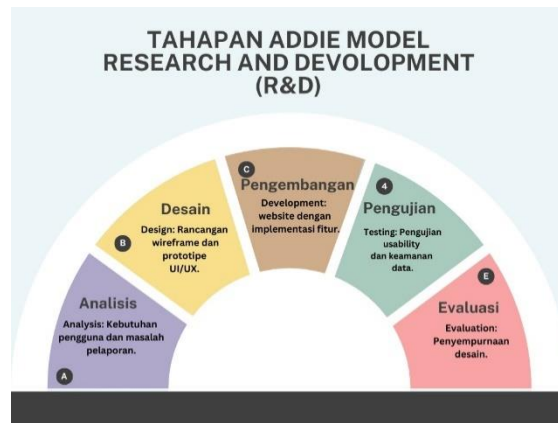 TAHAPAN ADDIE MODEL
RESEARCH AND DEVOLOPMENT
(R&D)
A
Analisis
Analysis: Kebutuhan
pengguna dan masalah
pelaporan.
B
Desain
Design: Rancangan
wireframe dan
prototipe
UI/UX.
C
Pengembangan
Development:
website dengan
implementasi fitur.
4
Pengujian
Testing: Pengujian
usability
dan keamanan
data.
E
Evaluasi
Evaluation:
Penyempurnaan
desain.